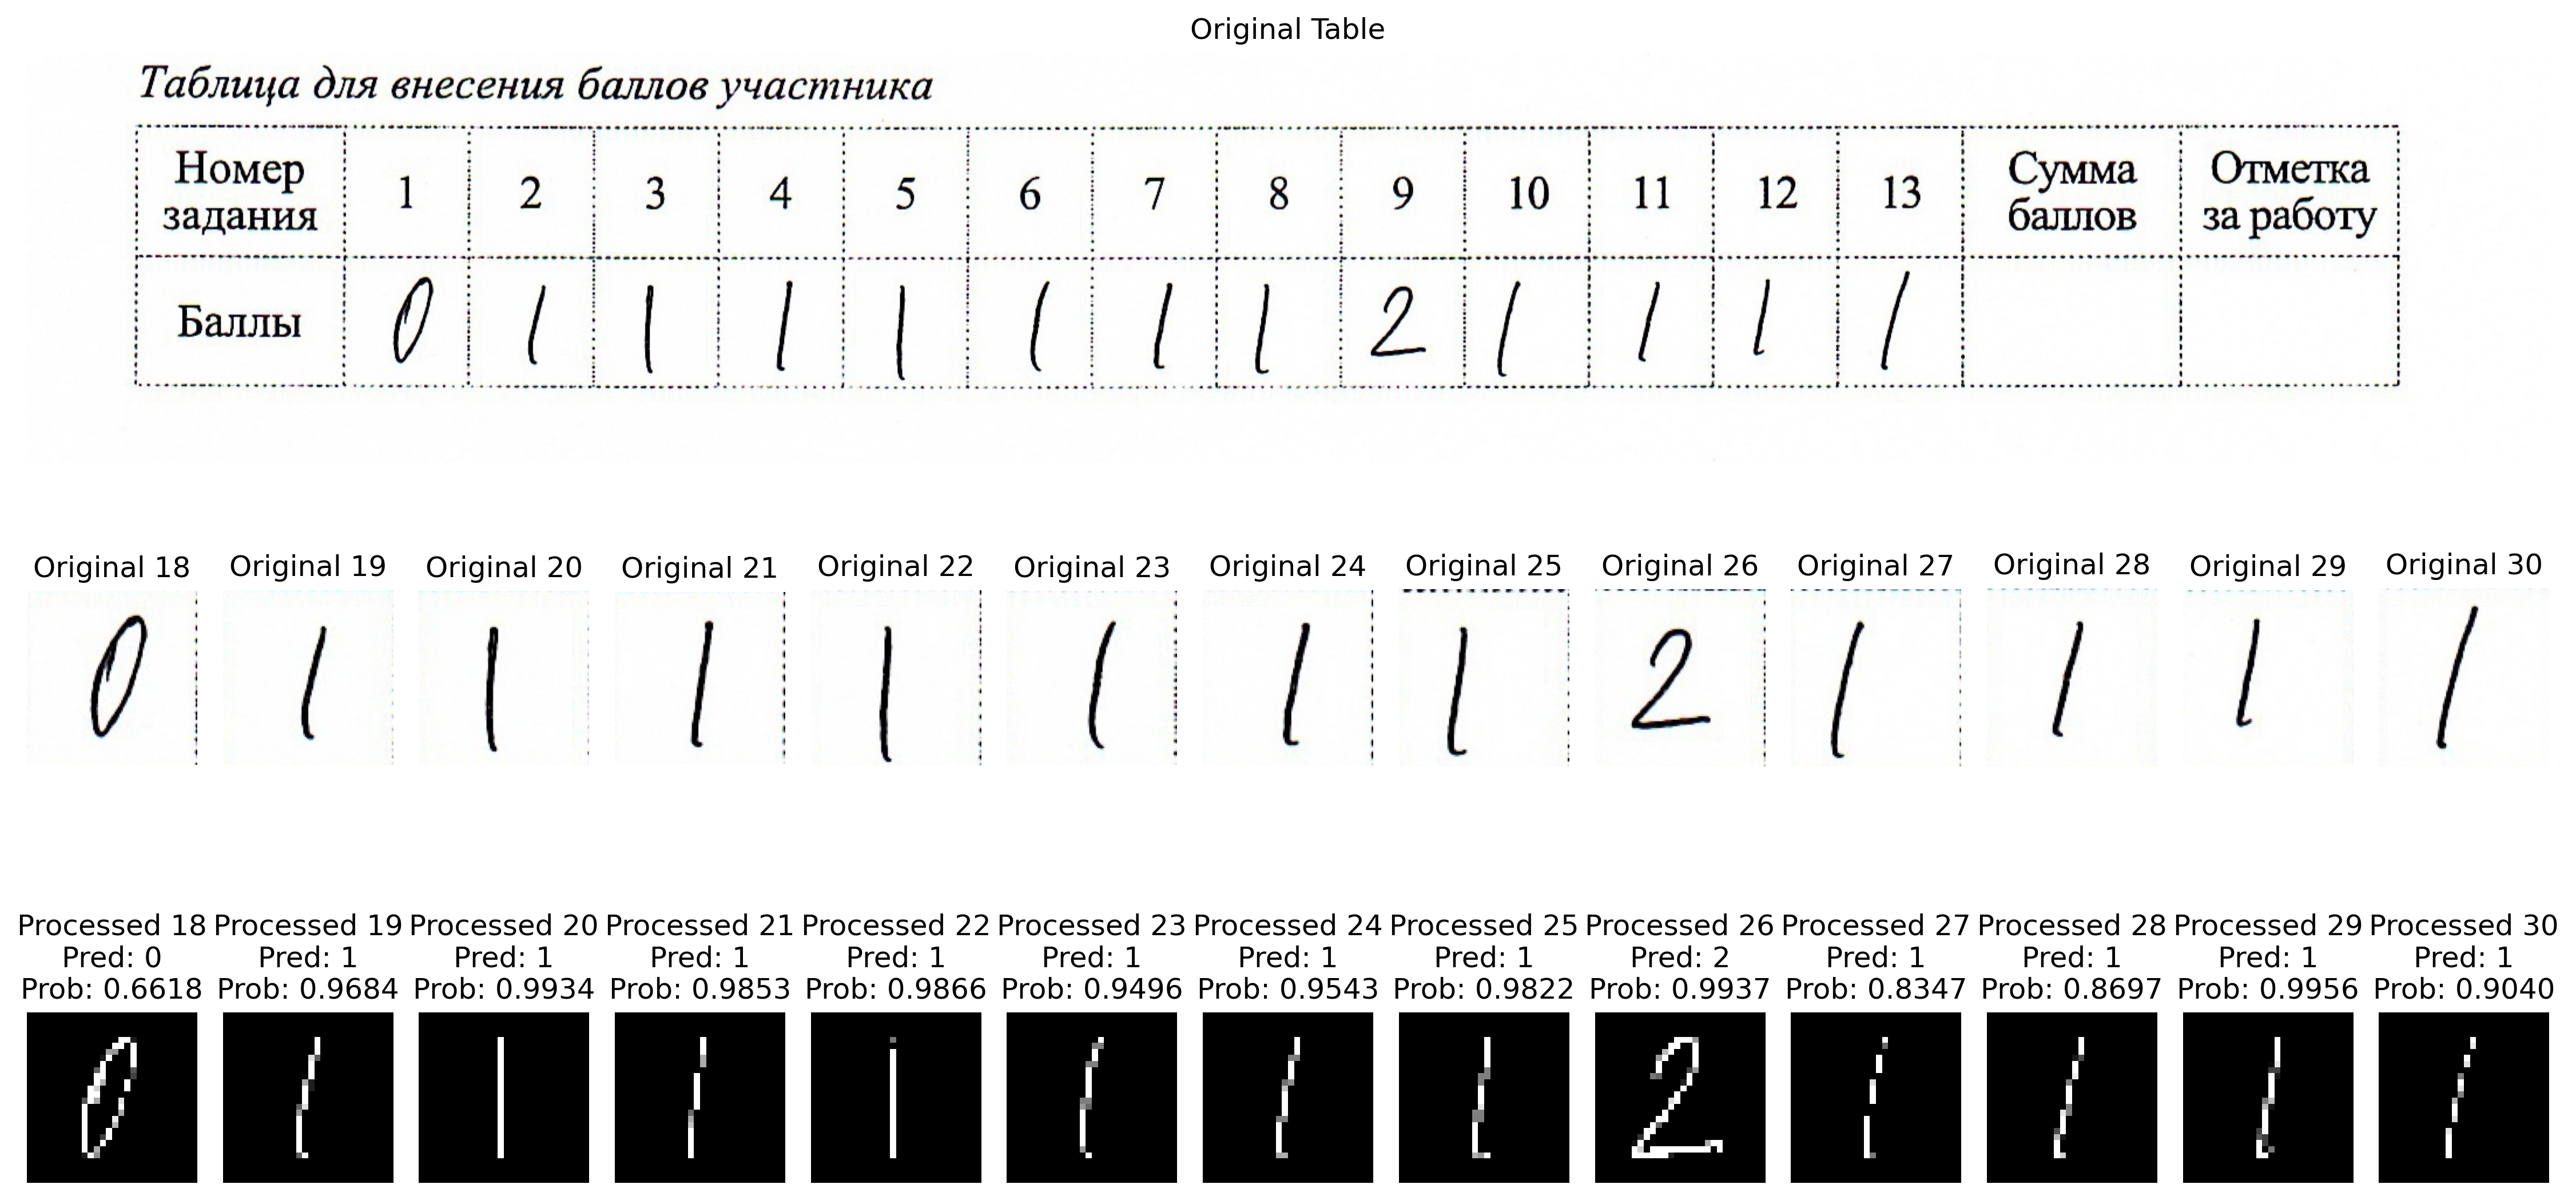 Original Table
Таблица для внесения баллов участника
Номер задания 1 2 3 4 5 6 7 8 9 10 11 12 13 Сумма баллов Отметка за работу
Баллы 0 1 1 1 1 1 1 1 2 1 1 1 1
Original 18 Original 19 Original 20 Original 21 Original 22 Original 23 Original 24 Original 25 Original 26 Original 27 Original 28 Original 29 Original 30
0 1 1 1 1 1 1 1 2 1 1 1 1
Processed 18 Processed 19 Processed 20 Processed 21 Processed 22 Processed 23 Processed 24 Processed 25 Processed 26 Processed 27 Processed 28 Processed 29 Processed 30
Pred: 0 Pred: 1 Pred: 1 Pred: 1 Pred: 1 Pred: 1 Pred: 1 Pred: 1 Pred: 2 Pred: 1 Pred: 1 Pred: 1 Pred: 1
Prob: 0.6618 Prob: 0.9684 Prob: 0.9934 Prob: 0.9853 Prob: 0.9866 Prob: 0.9496 Prob: 0.9543 Prob: 0.9822 Prob: 0.9937 Prob: 0.8347 Prob: 0.8697 Prob: 0.9956 Prob: 0.9040
0 1 1 1 1 1 1 1 2 1 1 1 1